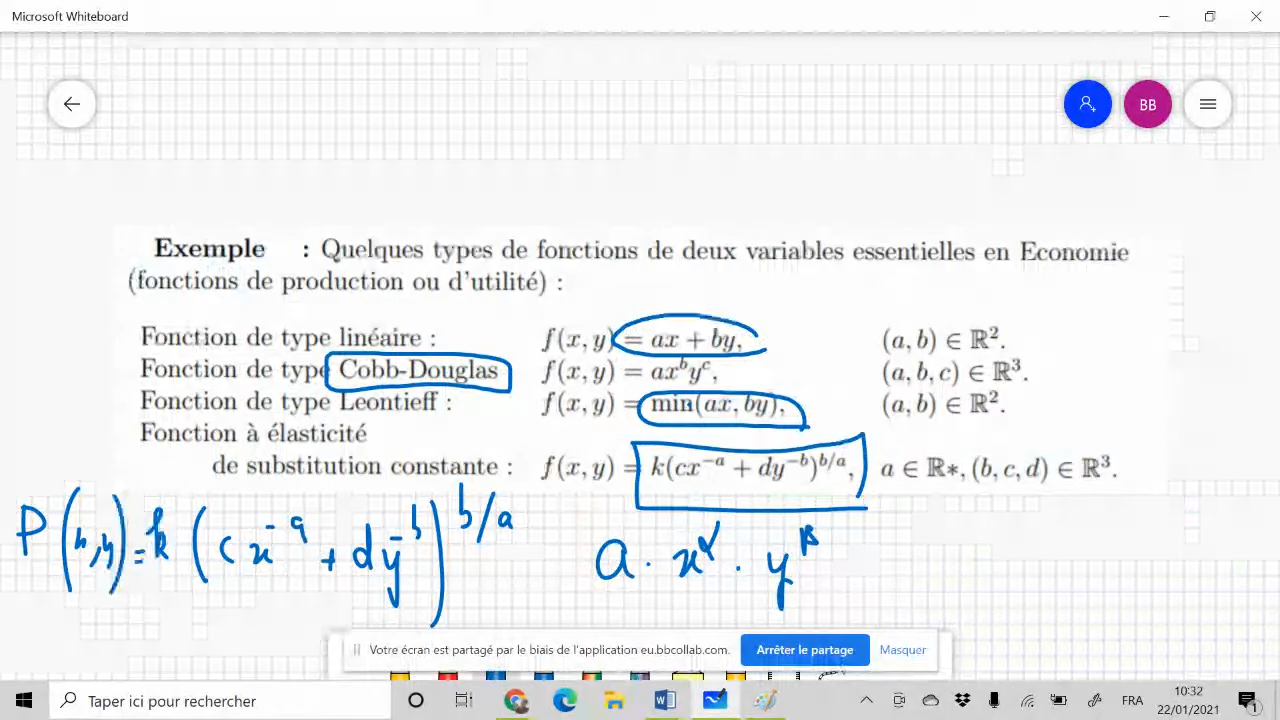 Microsoft Whiteboard
BB
Exemple : Quelques types de fonctions de deux variables essentielles en Economie
(fonctions de production ou d'utilité) :
Fonction de type linéaire : f(x, y) = ax + by, (a, b) ∈ ℝ².
Fonction de type Cobb-Douglas f(x, y) = axᵇyᶜ, (a, b, c) ∈ ℝ³.
Fonction de type Leontieff : f(x, y) = min(ax, by), (a, b) ∈ ℝ².
Fonction à élasticité
de substitution constante : f(x, y) = k(cx⁻ᵃ + dy⁻ᵇ)ᵇ/ᵃ, a ∈ ℝ∗, (b, c, d) ∈ ℝ³.
P(x,y) = k (cx⁻ᵃ + dy⁻ᵇ)ᵇ/ᵃ a · xᵅ · yᵝ
Votre écran est partagé par le biais de l'application eu.bbcollab.com. Arrêter le partage Masquer
Taper ici pour rechercher FRA 10:32
22/01/2021 1